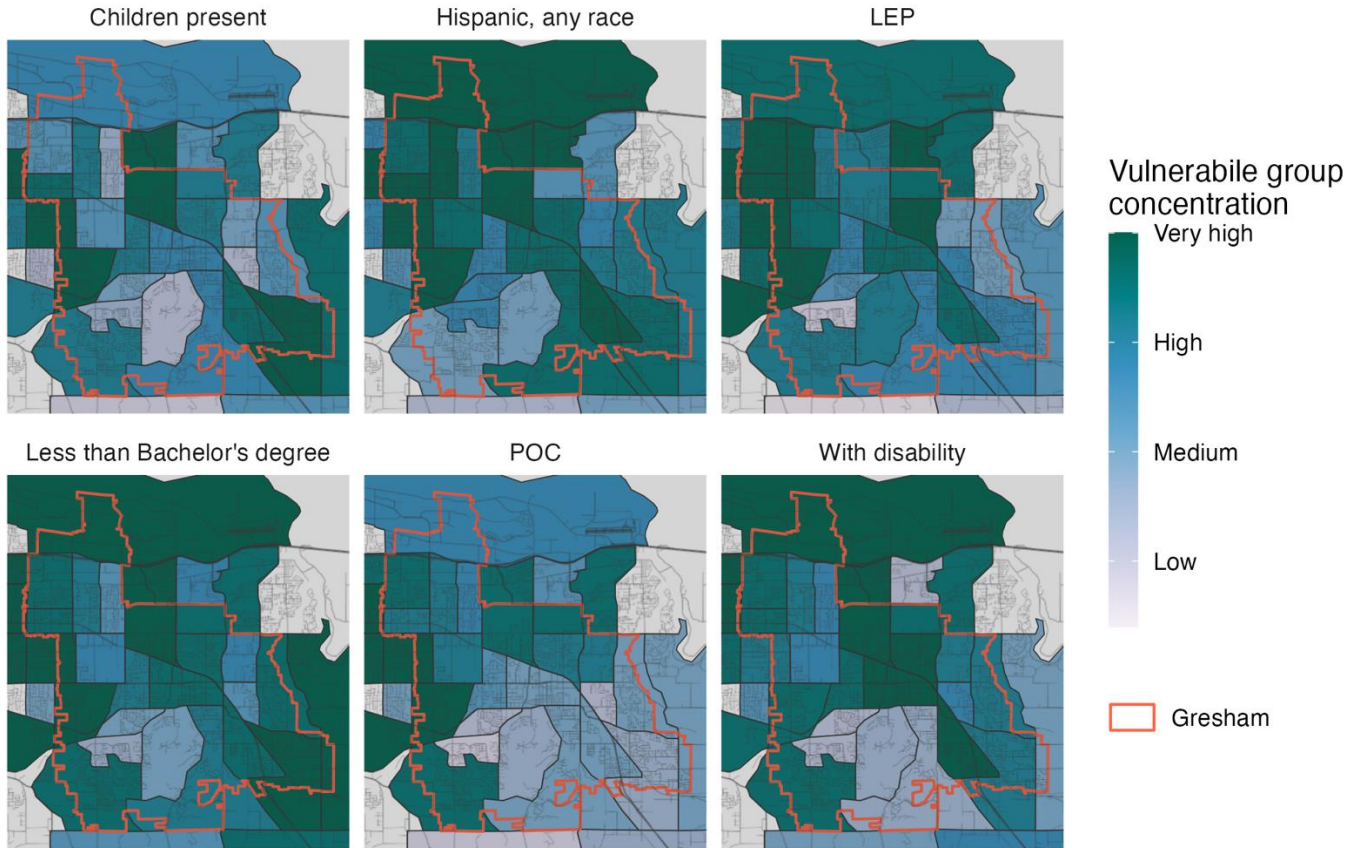 Children present
Hispanic, any race
LEP
Less than Bachelor's degree
POC
With disability
Vulnerabile group
concentration
Very high
High
Medium
Low
Gresham